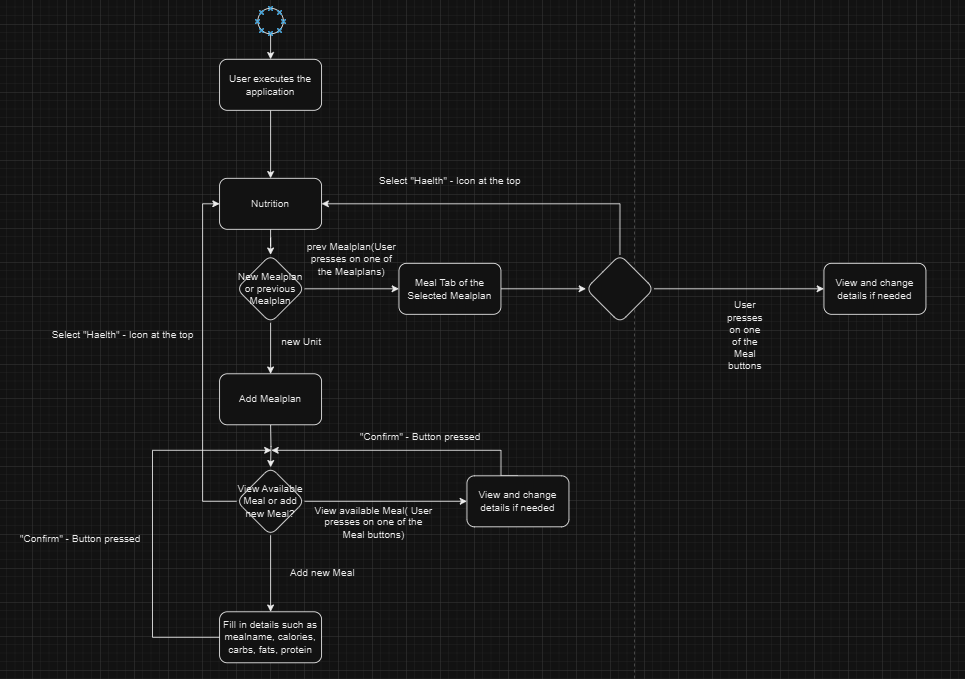 User executes the
application
Select "Haelth" - Icon at the top
Nutrition
prev Mealplan(User
presses on one of
the Mealplans)
New Mealplan
or previous
Mealplan
Meal Tab of the
Selected Mealplan
View and change
details if needed
User
presses
on one
of the
Meal
buttons
Select "Haelth" - Icon at the top
new Unit
Add Mealplan
"Confirm" - Button pressed
View Available
Meal or add
new Meal?
View available Meal( User
presses on one of the
Meal buttons)
View and change
details if needed
"Confirm" - Button pressed
Add new Meal
Fill in details such as
mealname, calories,
carbs, fats, protein